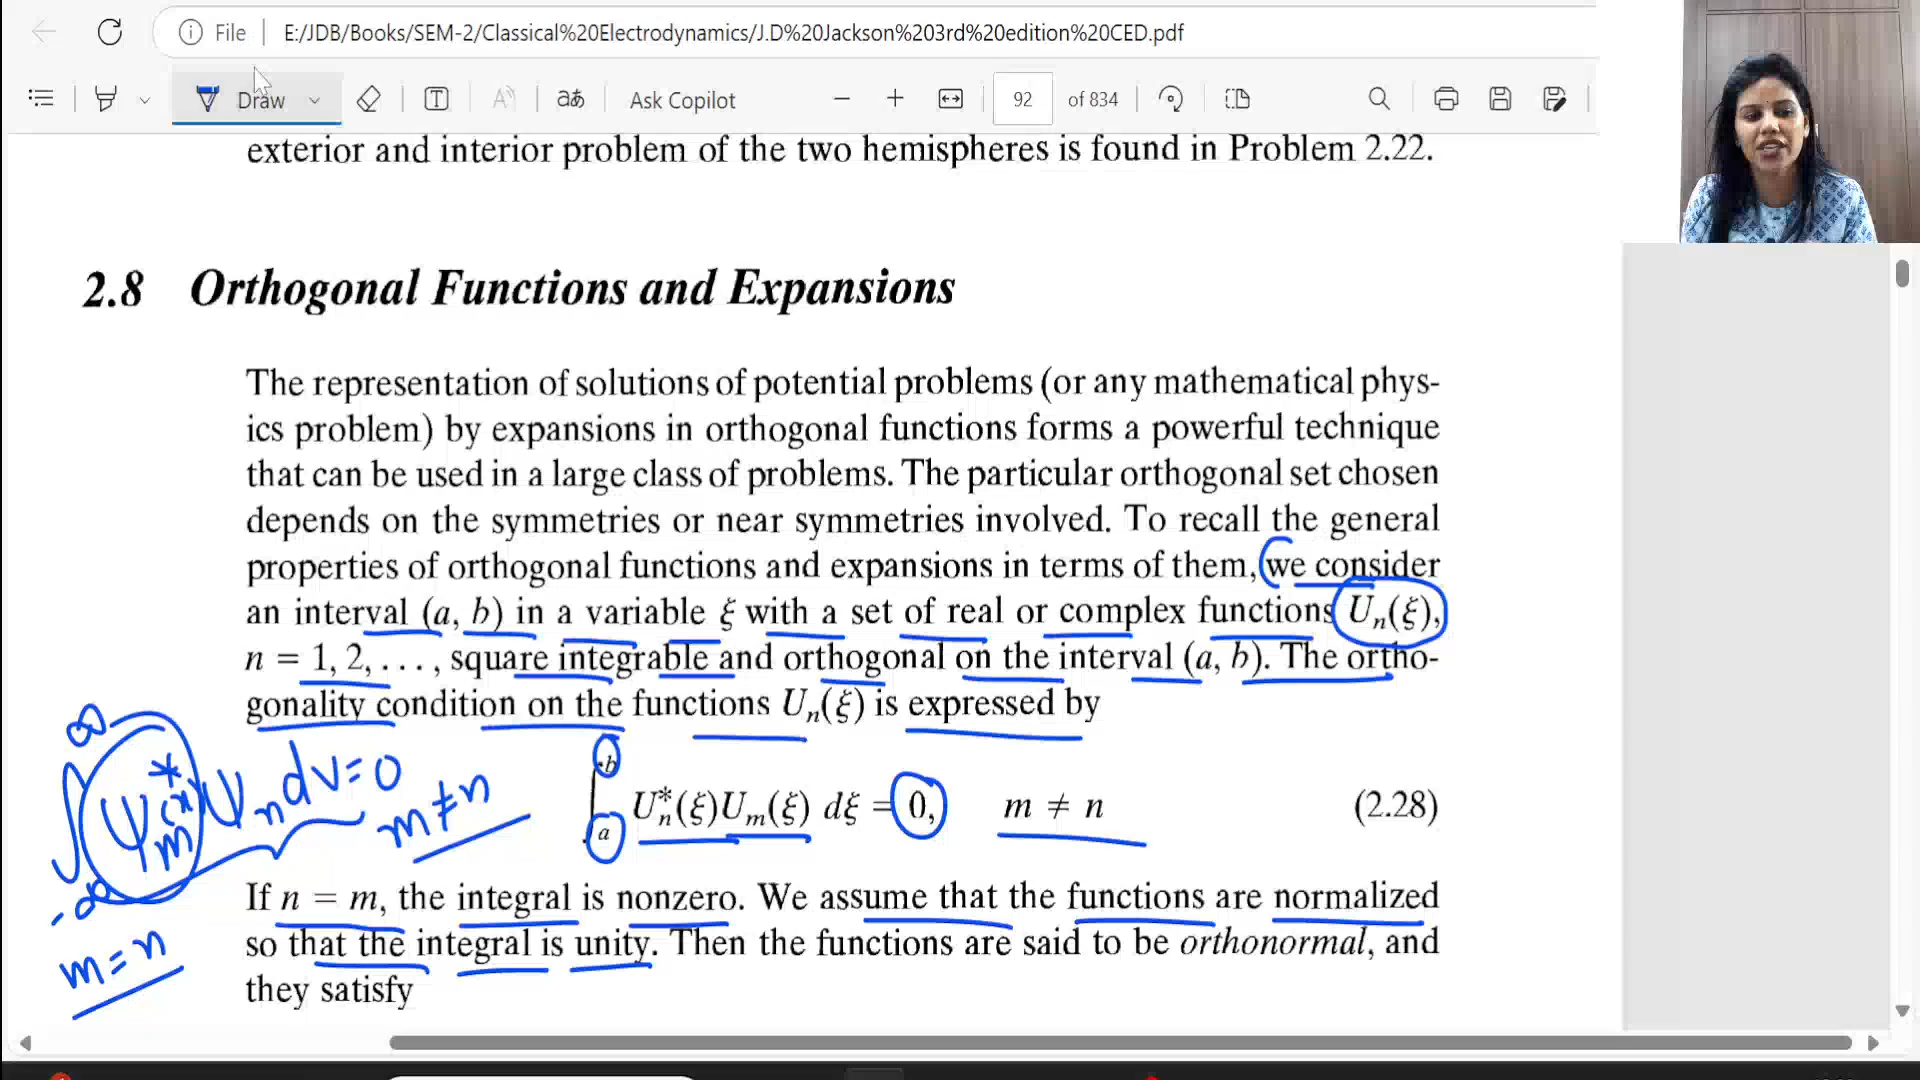 File E:/JDB/Books/SEM-2/Classical%20Electrodynamics/J.D%20Jackson%203rd%20edition%20CED.pdf
Draw Ask Copilot 92 of 834
exterior and interior problem of the two hemispheres is found in Problem 2.22.
2.8 Orthogonal Functions and Expansions
The representation of solutions of potential problems (or any mathematical phys-
ics problem) by expansions in orthogonal functions forms a powerful technique
that can be used in a large class of problems. The particular orthogonal set chosen
depends on the symmetries or near symmetries involved. To recall the general
properties of orthogonal functions and expansions in terms of them, we consider
an interval (a, b) in a variable ξ with a set of real or complex functions Uₙ(ξ),
n = 1, 2, . . . , square integrable and orthogonal on the interval (a, b). The ortho-
gonality condition on the functions Uₙ(ξ) is expressed by
∫_{-∞}^{∞} ψ_m^*(x) ψ_n dv = 0 m ≠ n
∫_a^b U_n^*(ξ)U_m(ξ) dξ = 0, m ≠ n (2.28)
If n = m, the integral is nonzero. We assume that the functions are normalized
so that the integral is unity. Then the functions are said to be orthonormal, and
m = n
they satisfy